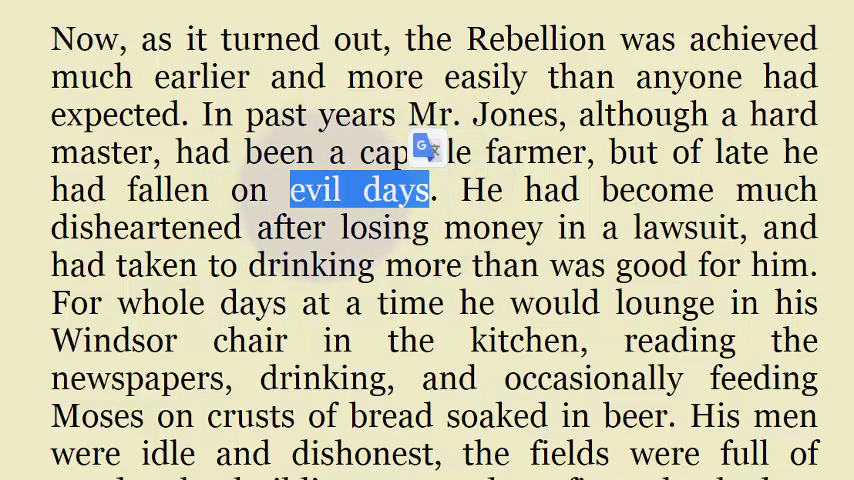 Now, as it turned out, the Rebellion was achieved
much earlier and more easily than anyone had
expected. In past years Mr. Jones, although a hard
master, had been a farmer, but of late he
had fallen on evil days. He had become much
disheartened after losing money in a lawsuit, and
had taken to drinking more than was good for him.
For whole days at a time he would lounge in his
Windsor chair in the kitchen, reading the
newspapers, drinking, and occasionally feeding
Moses on crusts of bread soaked in beer. His men
were idle and dishonest, the fields were full of